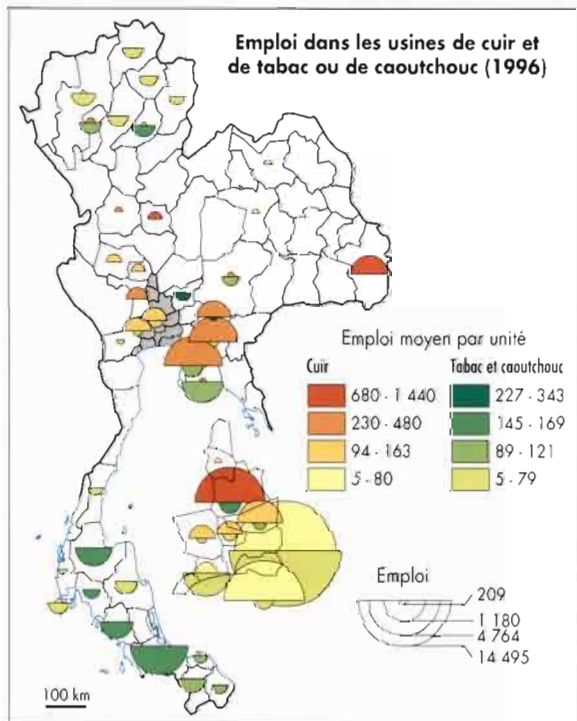 Emploi dans les usines de cuir et
de tabac ou de caoutchouc (1996)
Emploi moyen par unité
Cuir
Tabac et caoutchouc
680 - 1 440
227 - 343
230 - 480
145 - 169
94 - 163
89 - 121
5 - 80
5 - 79
Emploi
209
1 180
4 764
14 495
100 km